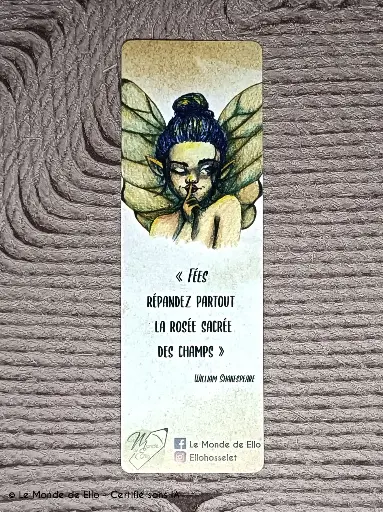 « Fées
répandez partout
la rosée sacrée
des champs »
William Shakespeare
Le Monde de Ello
Ellohosselet
© Le Monde de Ello - Certifié sans IA